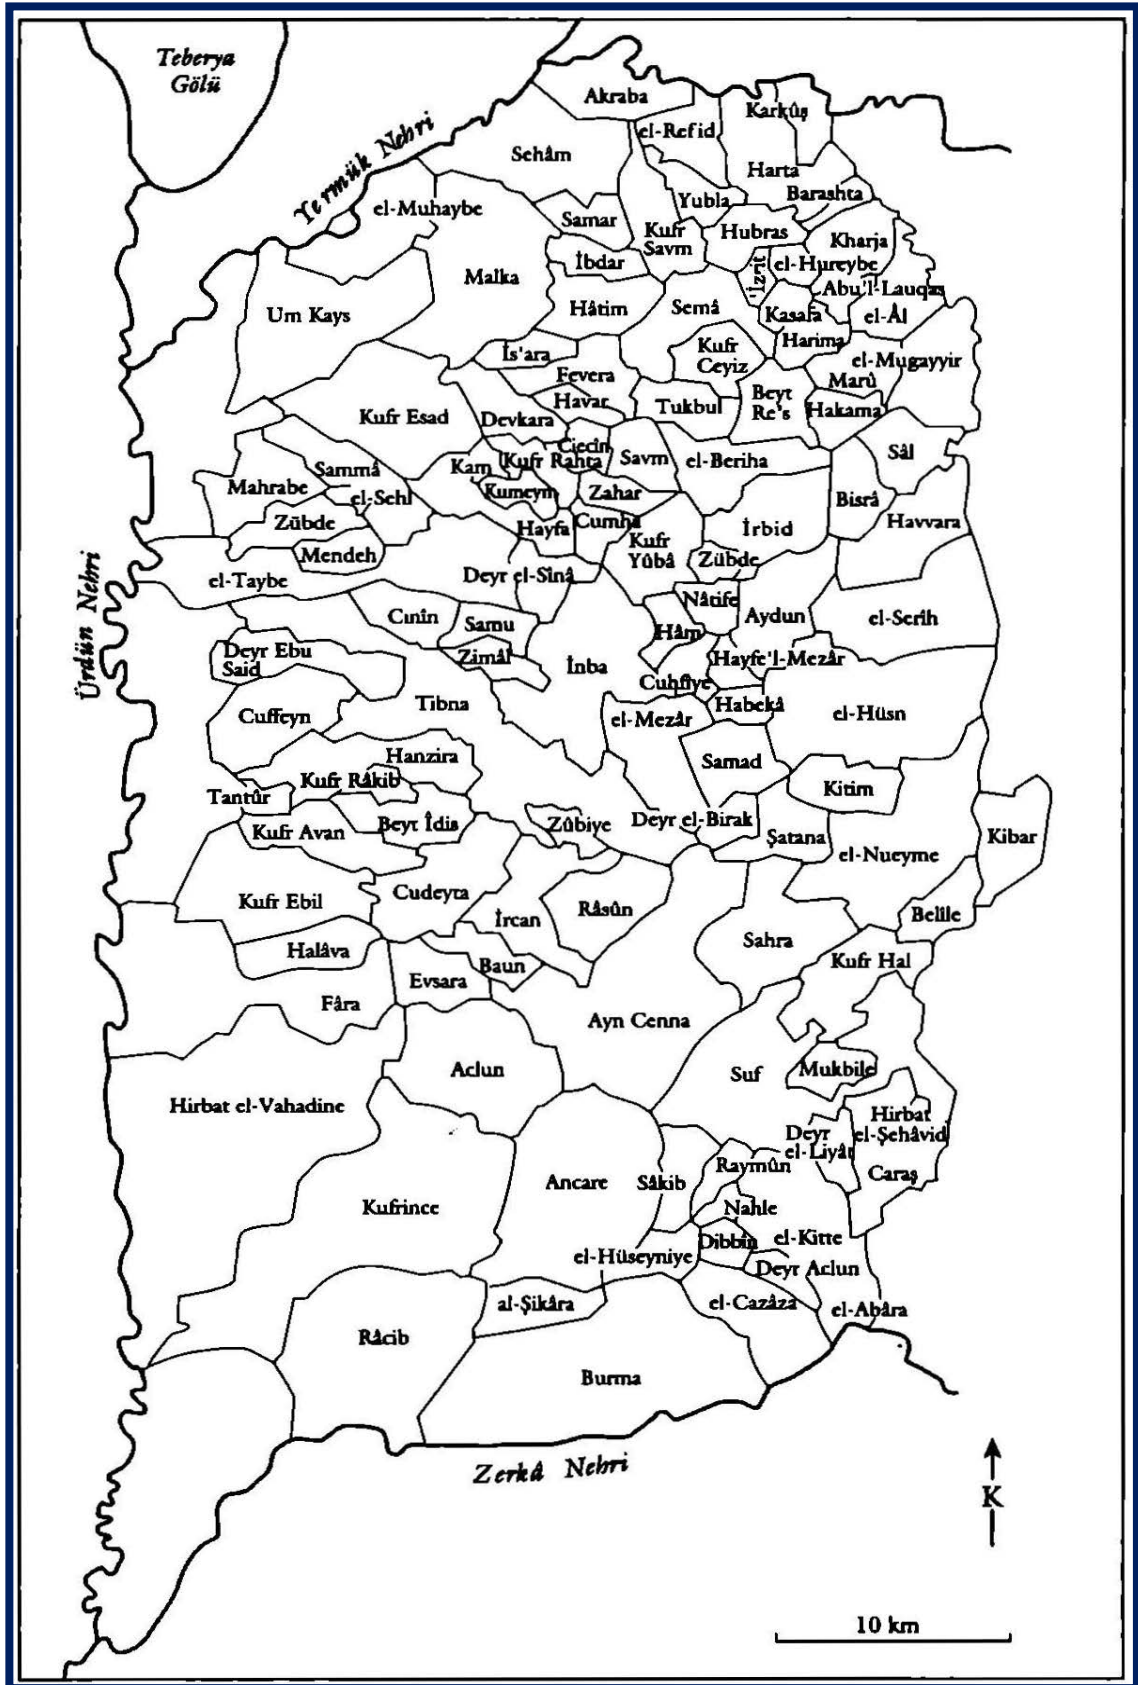 Teberya
Gölü
Yermük Nehri
Akraba
Karkûş
el-Refid
Sehâm
Harta
Barashta
el-Muhaybe
Yubla
Samar
Kufr
Savm
Hubras
Kharja
İbdar
'İzrit
el-Hureybe
Malka
Abu'l-Lauqas
Um Kays
Hâtim
Semâ
Kasafa
el-Âl
Harima
İs'ara
Kufr
Ceyiz
el-Mugayyir
Fevera
Marû
Havar
Tukbul
Beyt
Re's
Hakama
Kufr Esad
Devkara
Ciecîn
Sâl
Kam
Kufr Rahta
Savm
el-Beriha
Sammâ
Mahrabe
el-Sehl
Kumeym
Zahar
Bisrâ
Zübde
Hayfa
Cumha
İrbid
Havvara
Mendeh
Kufr
Yûbâ
Zübde
el-Taybe
Deyr el-Sînâ
Ürdün Nehri
Nâtife
Cınîn
Samu
Aydun
el-Serîh
Hâm
Deyr Ebu
Said
Zimâl
İnba
Hayfe'l-Mezâr
Cuhfiye
Tibna
Habekâ
Cuffeyn
el-Mezâr
el-Hüsn
Hanzira
Samad
Kufr Râkib
Kitim
Tantûr
Kufr Avan
Beyt Îdis
Zûbiye
Deyr el-Birak
Şatana
Kibar
el-Nueyme
Cudeyta
Kufr Ebil
İrcan
Râsûn
Belîle
Halâva
Sahra
Kufr Hal
Baun
Evsara
Fâra
Ayn Cenna
Aclun
Suf
Mukbile
Hirbat el-Vahadine
Hirbat
el-Şehâvid
Deyr
el-Liyât
Raymûn
Caraş
Ancare
Sâkib
Kufrince
Nahle
Dibbîn
el-Kitte
el-Hüseyniye
Deyr Aclun
al-Şikâra
el-Cazâza
el-Abâra
Râcib
Burma
Zerkâ Nehri
K
10 km